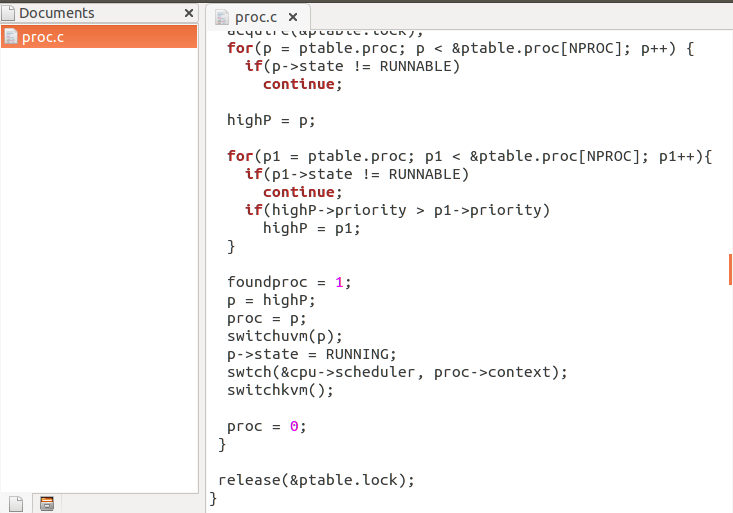 Documents
proc.c
proc.c
acquire(&ptable.lock);
for(p = ptable.proc; p < &ptable.proc[NPROC]; p++) {
if(p->state != RUNNABLE)
continue;
highP = p;
for(p1 = ptable.proc; p1 < &ptable.proc[NPROC]; p1++){
if(p1->state != RUNNABLE)
continue;
if(highP->priority > p1->priority)
highP = p1;
}
foundproc = 1;
p = highP;
proc = p;
switchuvm(p);
p->state = RUNNING;
swtch(&cpu->scheduler, proc->context);
switchkvm();
proc = 0;
}
release(&ptable.lock);
}